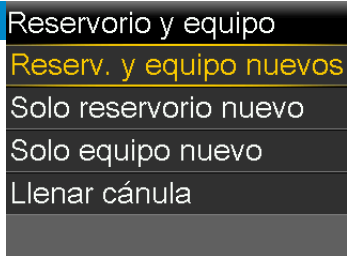 Reservorio y equipo
Reserv. y equipo nuevos
Solo reservorio nuevo
Solo equipo nuevo
Llenar cánula